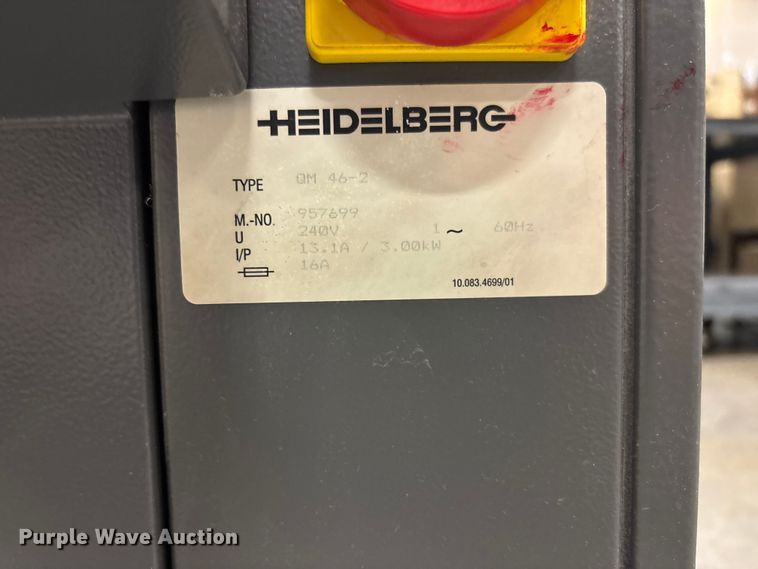 HEIDELBERG
TYPE QM 46-2
M.-NO. 957699
U 240V 1 ~ 60Hz
I/P 13.1A / 3.00kW
16A
10.083.4699/01
Purple Wave Auction